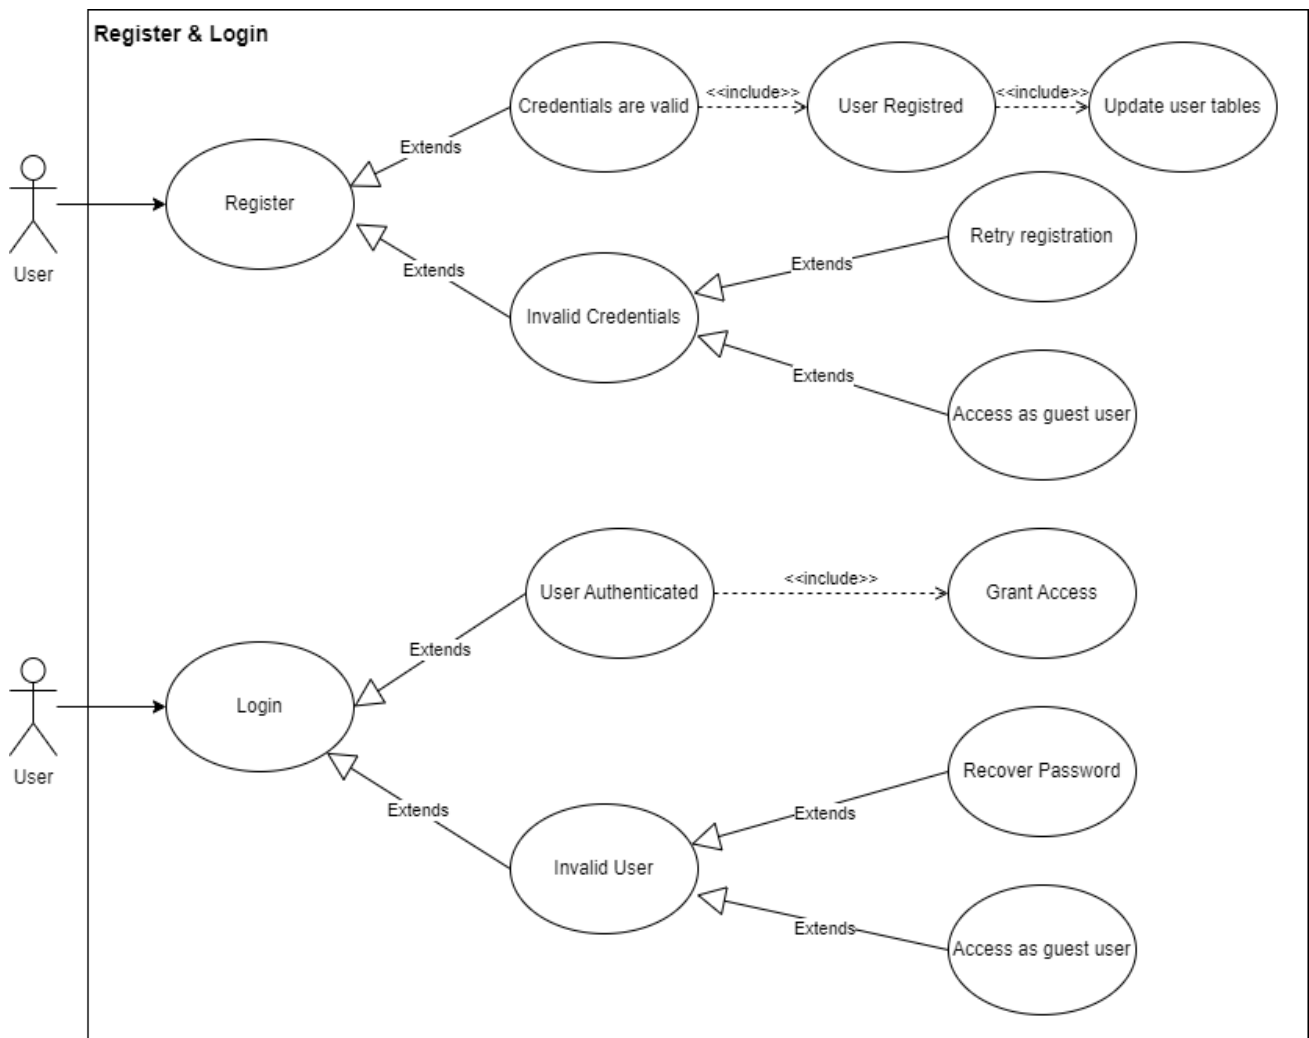 Register & Login
Credentials are valid
<<include>>
User Registred
<<include>>
Update user tables
Extends
Register
User
Extends
Invalid Credentials
Extends
Retry registration
Extends
Access as guest user
User Authenticated
<<include>>
Grant Access
Extends
Login
User
Extends
Invalid User
Extends
Recover Password
Extends
Access as guest user